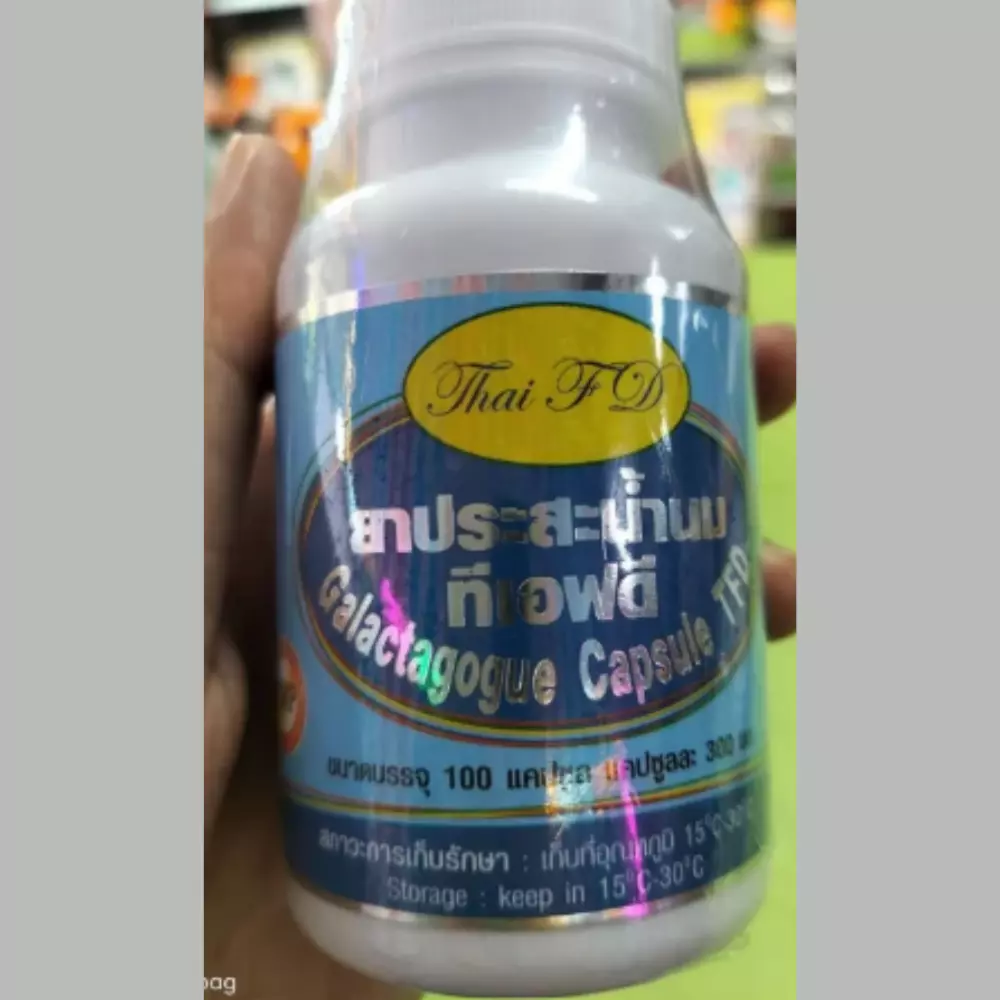 Thai FD
ยาประสะน้ำนม
ทีเอฟดี
Galactagogue Capsule TFD
ขนาดบรรจุ 100 แคปซูล แคปซูลละ 300
สภาวะการเก็บรักษา : เก็บที่อุณหภูมิ 15°C-30°C
Storage : keep in 15°C-30°C